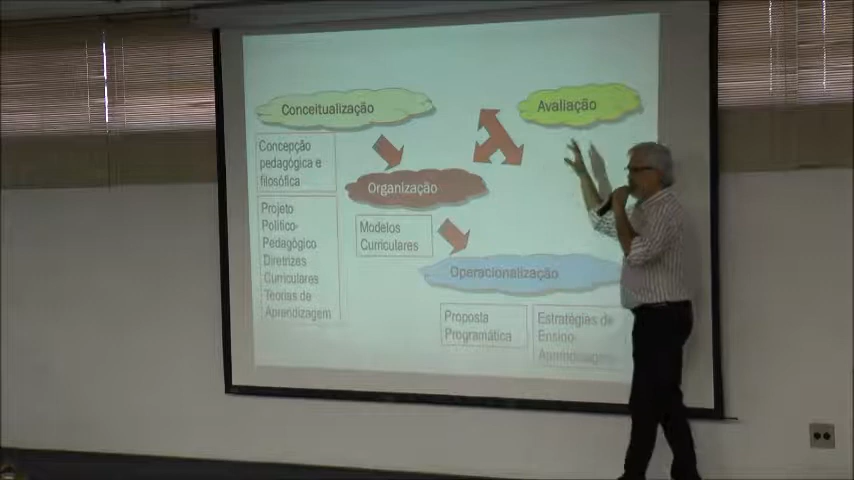 Conceitualização
Avaliação
Concepção
pedagógica e
filosófica
Organização
Projeto
Político-
Pedagógico
Diretrizes
Curriculares
Teorias de
Aprendizagem
Modelos
Curriculares
Operacionalização
Proposta
Programática
Estratégias de
Ensino
Aprendizagem